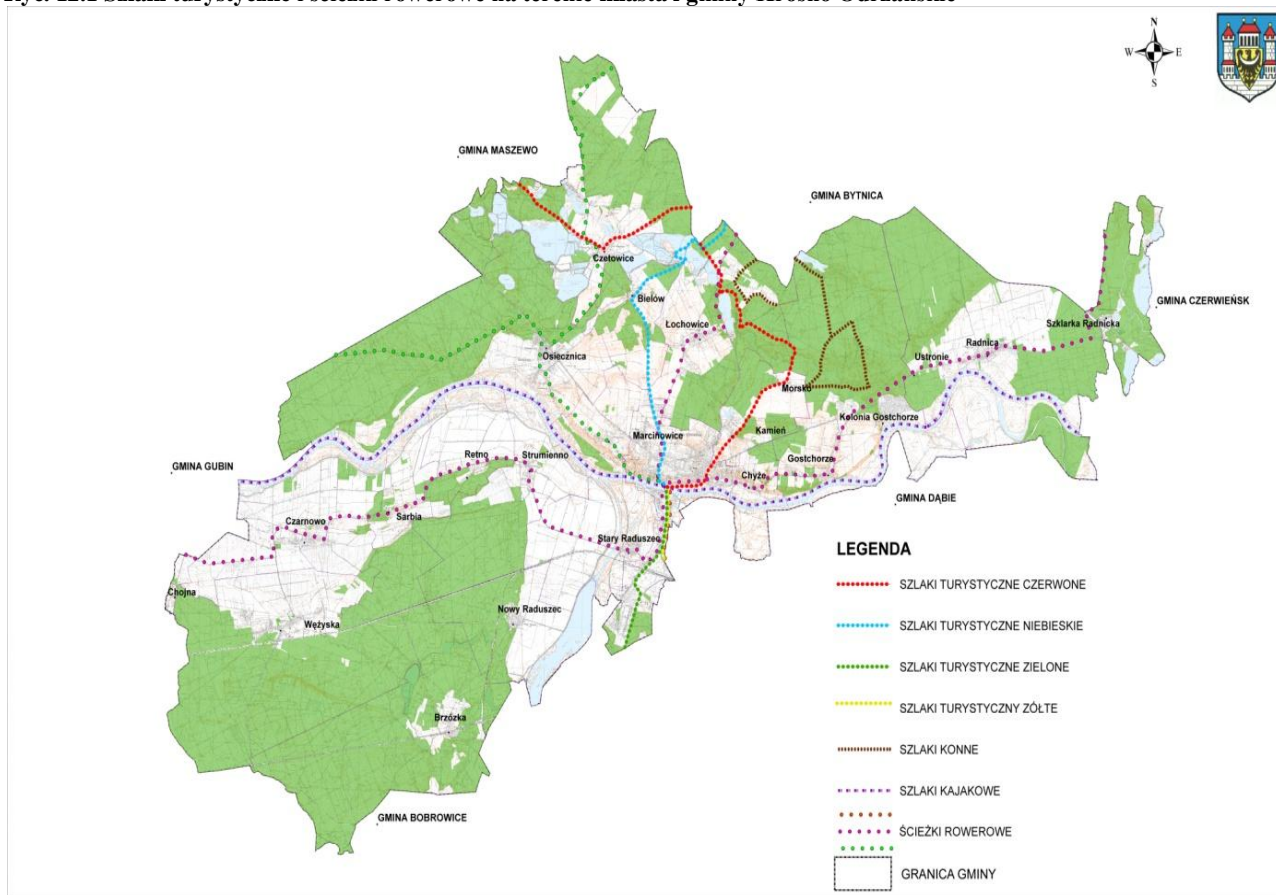 N
W E
S
GMINA MASZEWO
GMINA BYTNICA
Czetowice
Bielów
GMINA CZERWIEŃSK
Łochowice
Szklarka Radnicka
Osiecznica
Radnica
Ustronie
Morsko
Kolonia Gostchorze
Kamień
Marcinowice
Gostchorze
Retno
Strumienno
GMINA GUBIN
Chyże
GMINA DĄBIE
Sarbia
Czarnowo
Stary Raduszec
LEGENDA
SZLAKI TURYSTYCZNE CZERWONE
Chojna
Nowy Raduszec
Wężyska
SZLAKI TURYSTYCZNE NIEBIESKIE
SZLAKI TURYSTYCZNE ZIELONE
SZLAKI TURYSTYCZNY ZÓŁTE
Brzózka
SZLAKI KONNE
SZLAKI KAJAKOWE
GMINA BOBROWICE
ŚCIEŻKI ROWEROWE
GRANICA GMINY